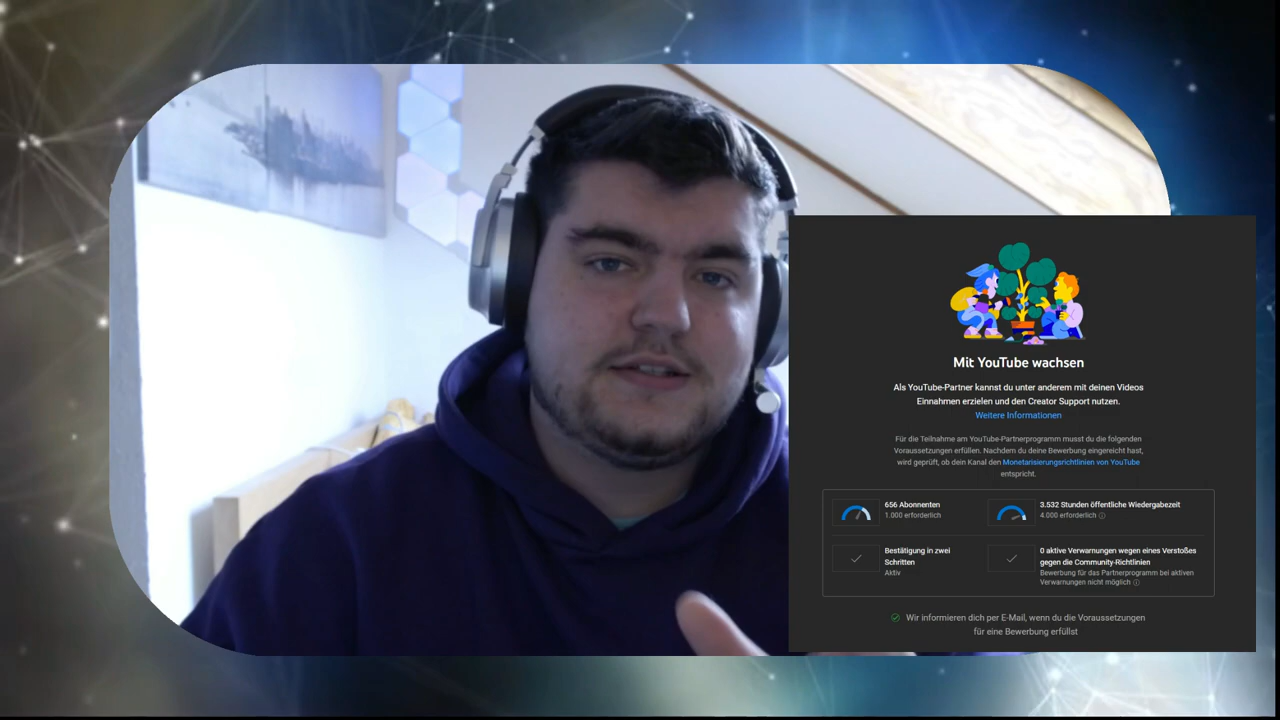 Mit YouTube wachsen
Als YouTube-Partner kannst du unter anderem mit deinen Videos
Einnahmen erzielen und den Creator Support nutzen.
Weitere Informationen
Für die Teilnahme am YouTube-Partnerprogramm musst du die folgenden
Voraussetzungen erfüllen. Nachdem du deine Bewerbung eingereicht hast,
wird geprüft, ob dein Kanal den Monetarisierungsrichtlinien von YouTube
entspricht.
656 Abonnenten
1.000 erforderlich
3.532 Stunden öffentliche Wiedergabezeit
4.000 erforderlich
Bestätigung in zwei
Schritten
Aktiv
0 aktive Verwarnungen wegen eines Verstoßes
gegen die Community-Richtlinien
Bewerbung für das Partnerprogramm bei aktiven
Verwarnungen nicht möglich
Wir informieren dich per E-Mail, wenn du die Voraussetzungen
für eine Bewerbung erfüllst